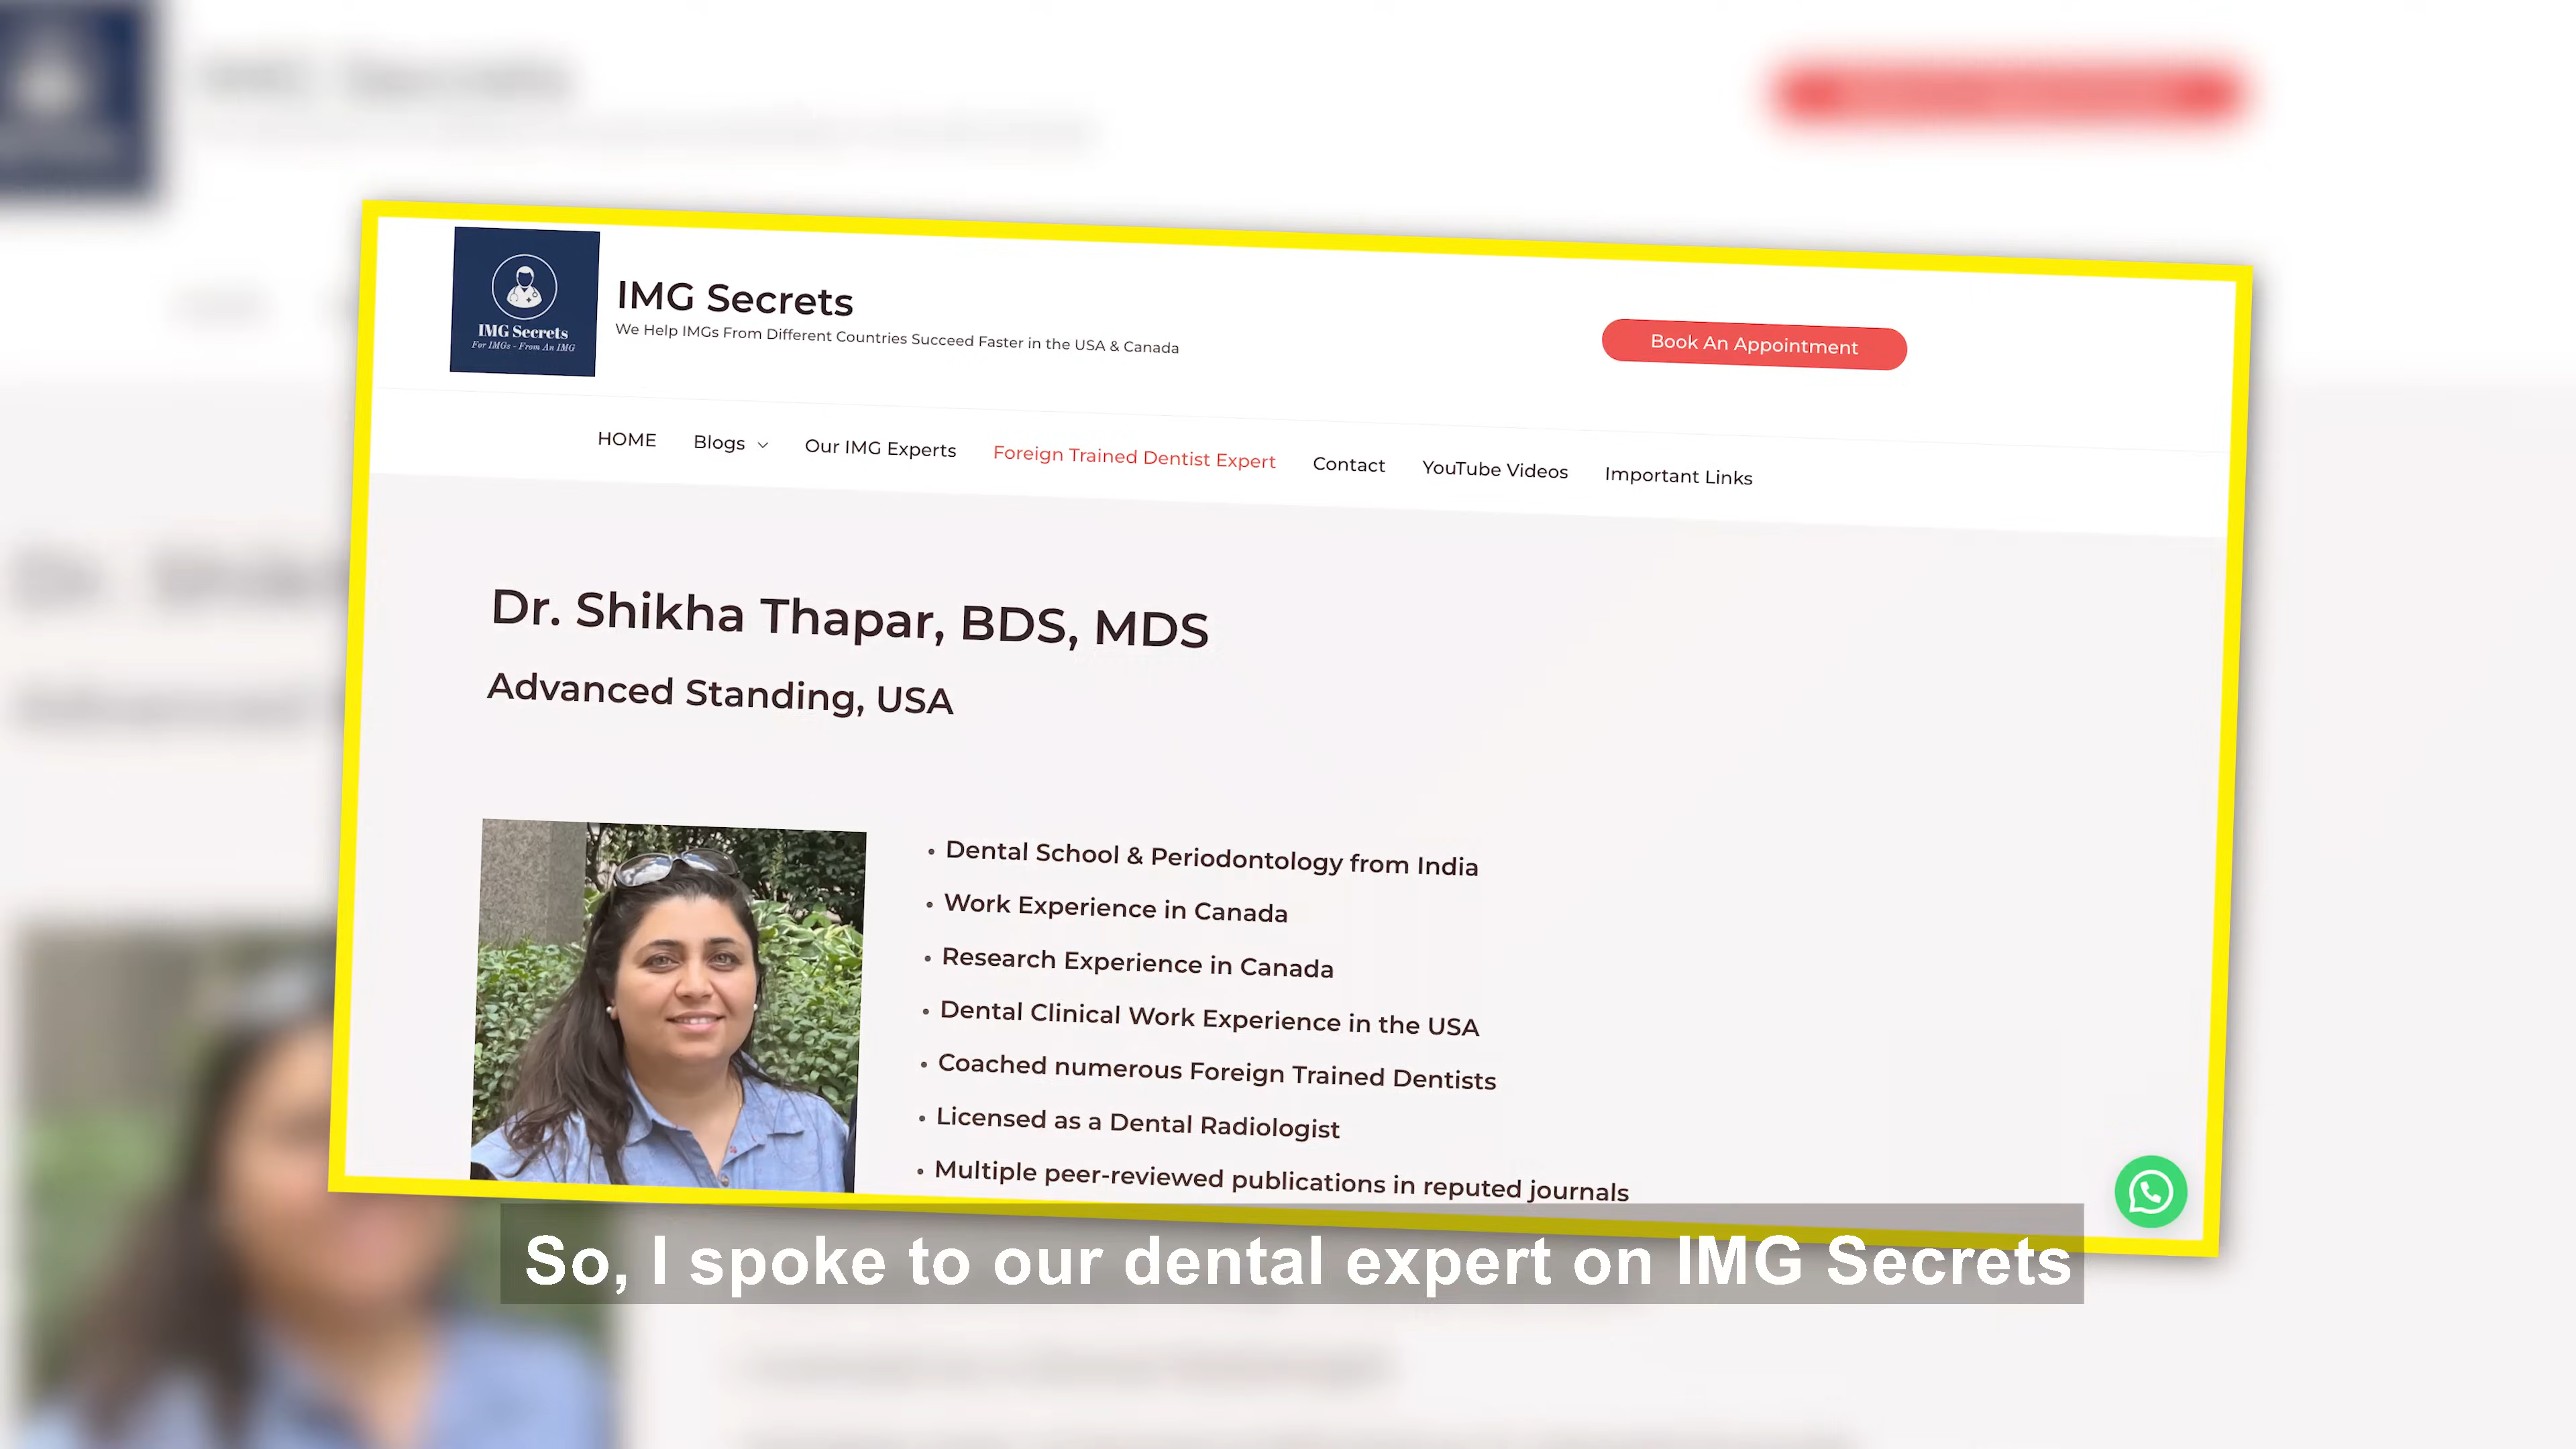 IMG Secrets
For IMGs - From An IMG
IMG Secrets
We Help IMGs From Different Countries Succeed Faster in the USA & Canada
Book An Appointment
HOME Blogs Our IMG Experts Foreign Trained Dentist Expert Contact YouTube Videos Important Links
Dr. Shikha Thapar, BDS, MDS
Advanced Standing, USA
• Dental School & Periodontology from India
• Work Experience in Canada
• Research Experience in Canada
• Dental Clinical Work Experience in the USA
• Coached numerous Foreign Trained Dentists
• Licensed as a Dental Radiologist
• Multiple peer-reviewed publications in reputed journals
So, I spoke to our dental expert on IMG Secrets